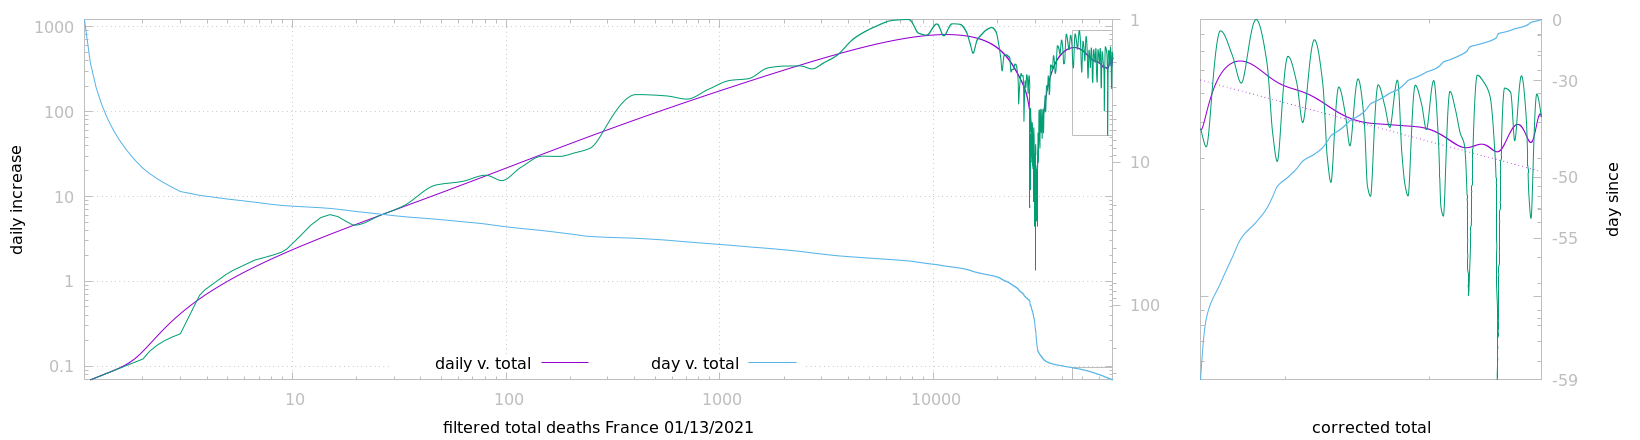 1000
100
10
1
0.1
daily increase
10
100
1000
10000
filtered total deaths France 01/13/2021
daily v. total
day v. total
1
10
100
0
-30
-50
-55
-59
day since
corrected total